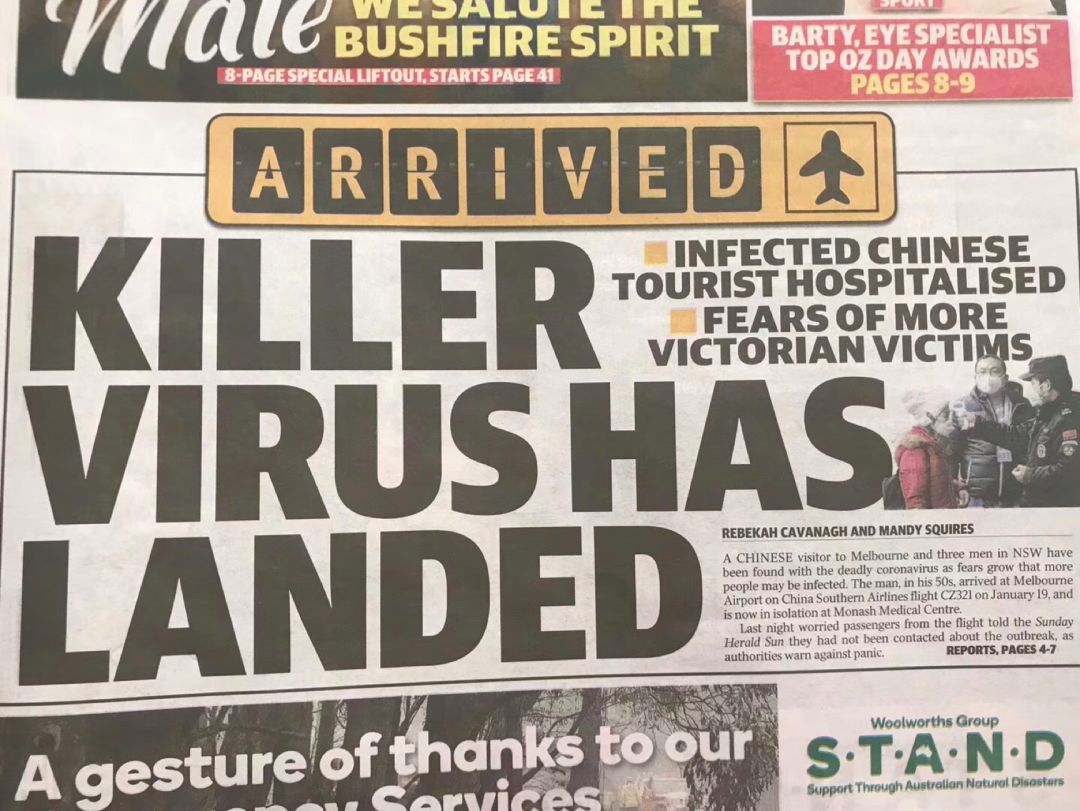 Mate
WE SALUTE THE
BUSHFIRE SPIRIT
8-PAGE SPECIAL LIFTOUT, STARTS PAGE 41
SPORT
BARTY, EYE SPECIALIST
TOP OZ DAY AWARDS
PAGES 8-9
ARRIVED
KILLER
VIRUS HAS
LANDED
INFECTED CHINESE
TOURIST HOSPITALISED
FEARS OF MORE
VICTORIAN VICTIMS
REBEKAH CAVANAGH AND MANDY SQUIRES
A CHINESE visitor to Melbourne and three men in NSW have
been found with the deadly coronavirus as fears grow that more
people may be infected. The man, in his 50s, arrived at Melbourne
Airport on China Southern Airlines flight CZ321 on January 19, and
is now in isolation at Monash Medical Centre.
Last night worried passengers from the flight told the Sunday
Herald Sun they had not been contacted about the outbreak, as
authorities warn against panic.
REPORTS, PAGES 4-7
A gesture of thanks to our
Services
Woolworths Group
S·T·A·N·D
Support Through Australian Natural Disasters